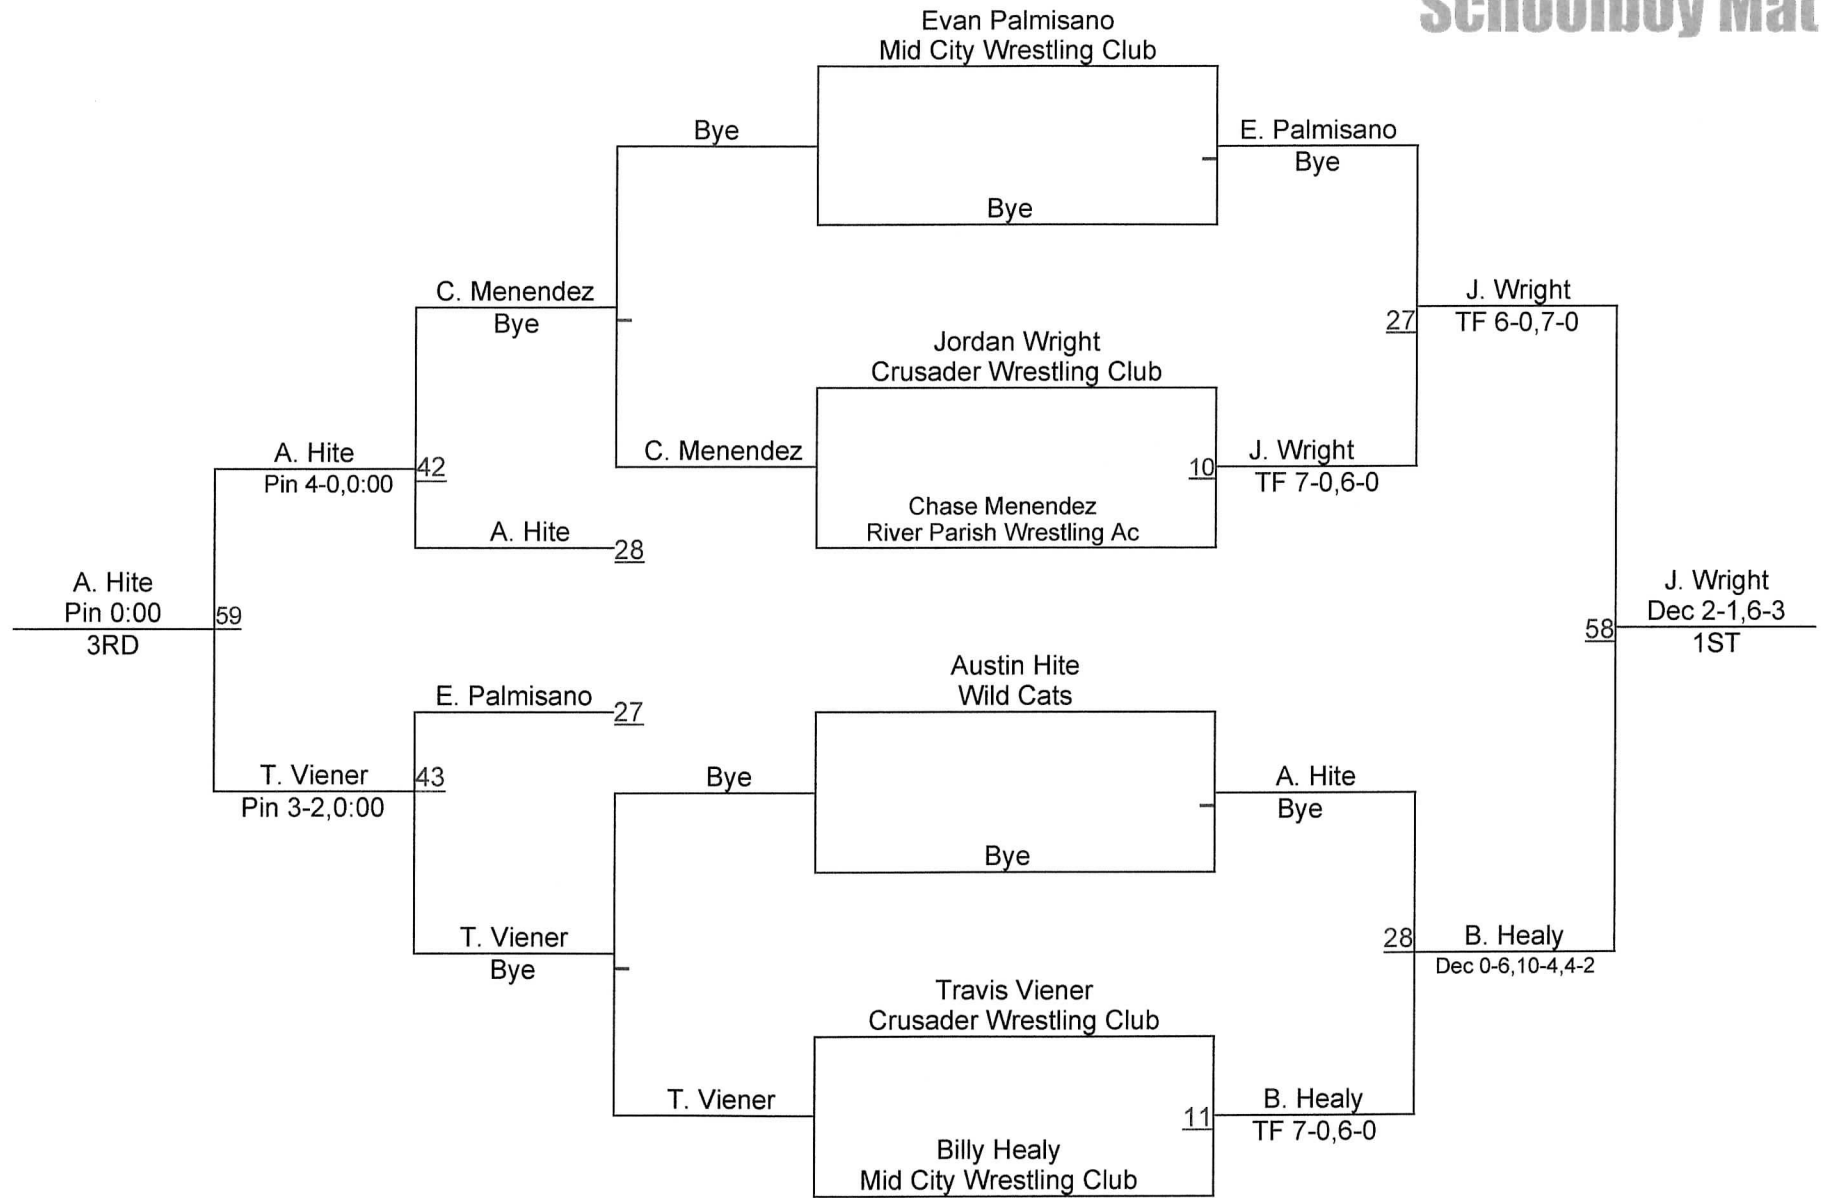 Schoolboy Mat
Evan Palmisano
Mid City Wrestling Club
Bye
E. Palmisano
Bye
Bye
C. Menendez
Bye
J. Wright
27
TF 6-0,7-0
Jordan Wright
Crusader Wrestling Club
A. Hite
42
Pin 4-0,0:00
C. Menendez
10
J. Wright
TF 7-0,6-0
Chase Menendez
River Parish Wrestling Ac
A. Hite
28
A. Hite
Pin 0:00
59
3RD
J. Wright
Dec 2-1,6-3
58
1ST
Austin Hite
Wild Cats
E. Palmisano
27
T. Viener
43
Pin 3-2,0:00
Bye
A. Hite
Bye
Bye
T. Viener
Bye
28
B. Healy
Dec 0-6,10-4,4-2
Travis Viener
Crusader Wrestling Club
T. Viener
11
B. Healy
TF 7-0,6-0
Billy Healy
Mid City Wrestling Club